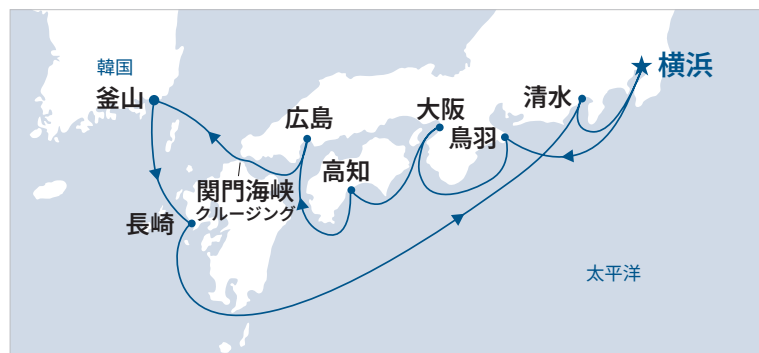 韓国
釜山
横浜
清水
大阪
鳥羽
広島
高知
関門海峡
クルージング
長崎
太平洋